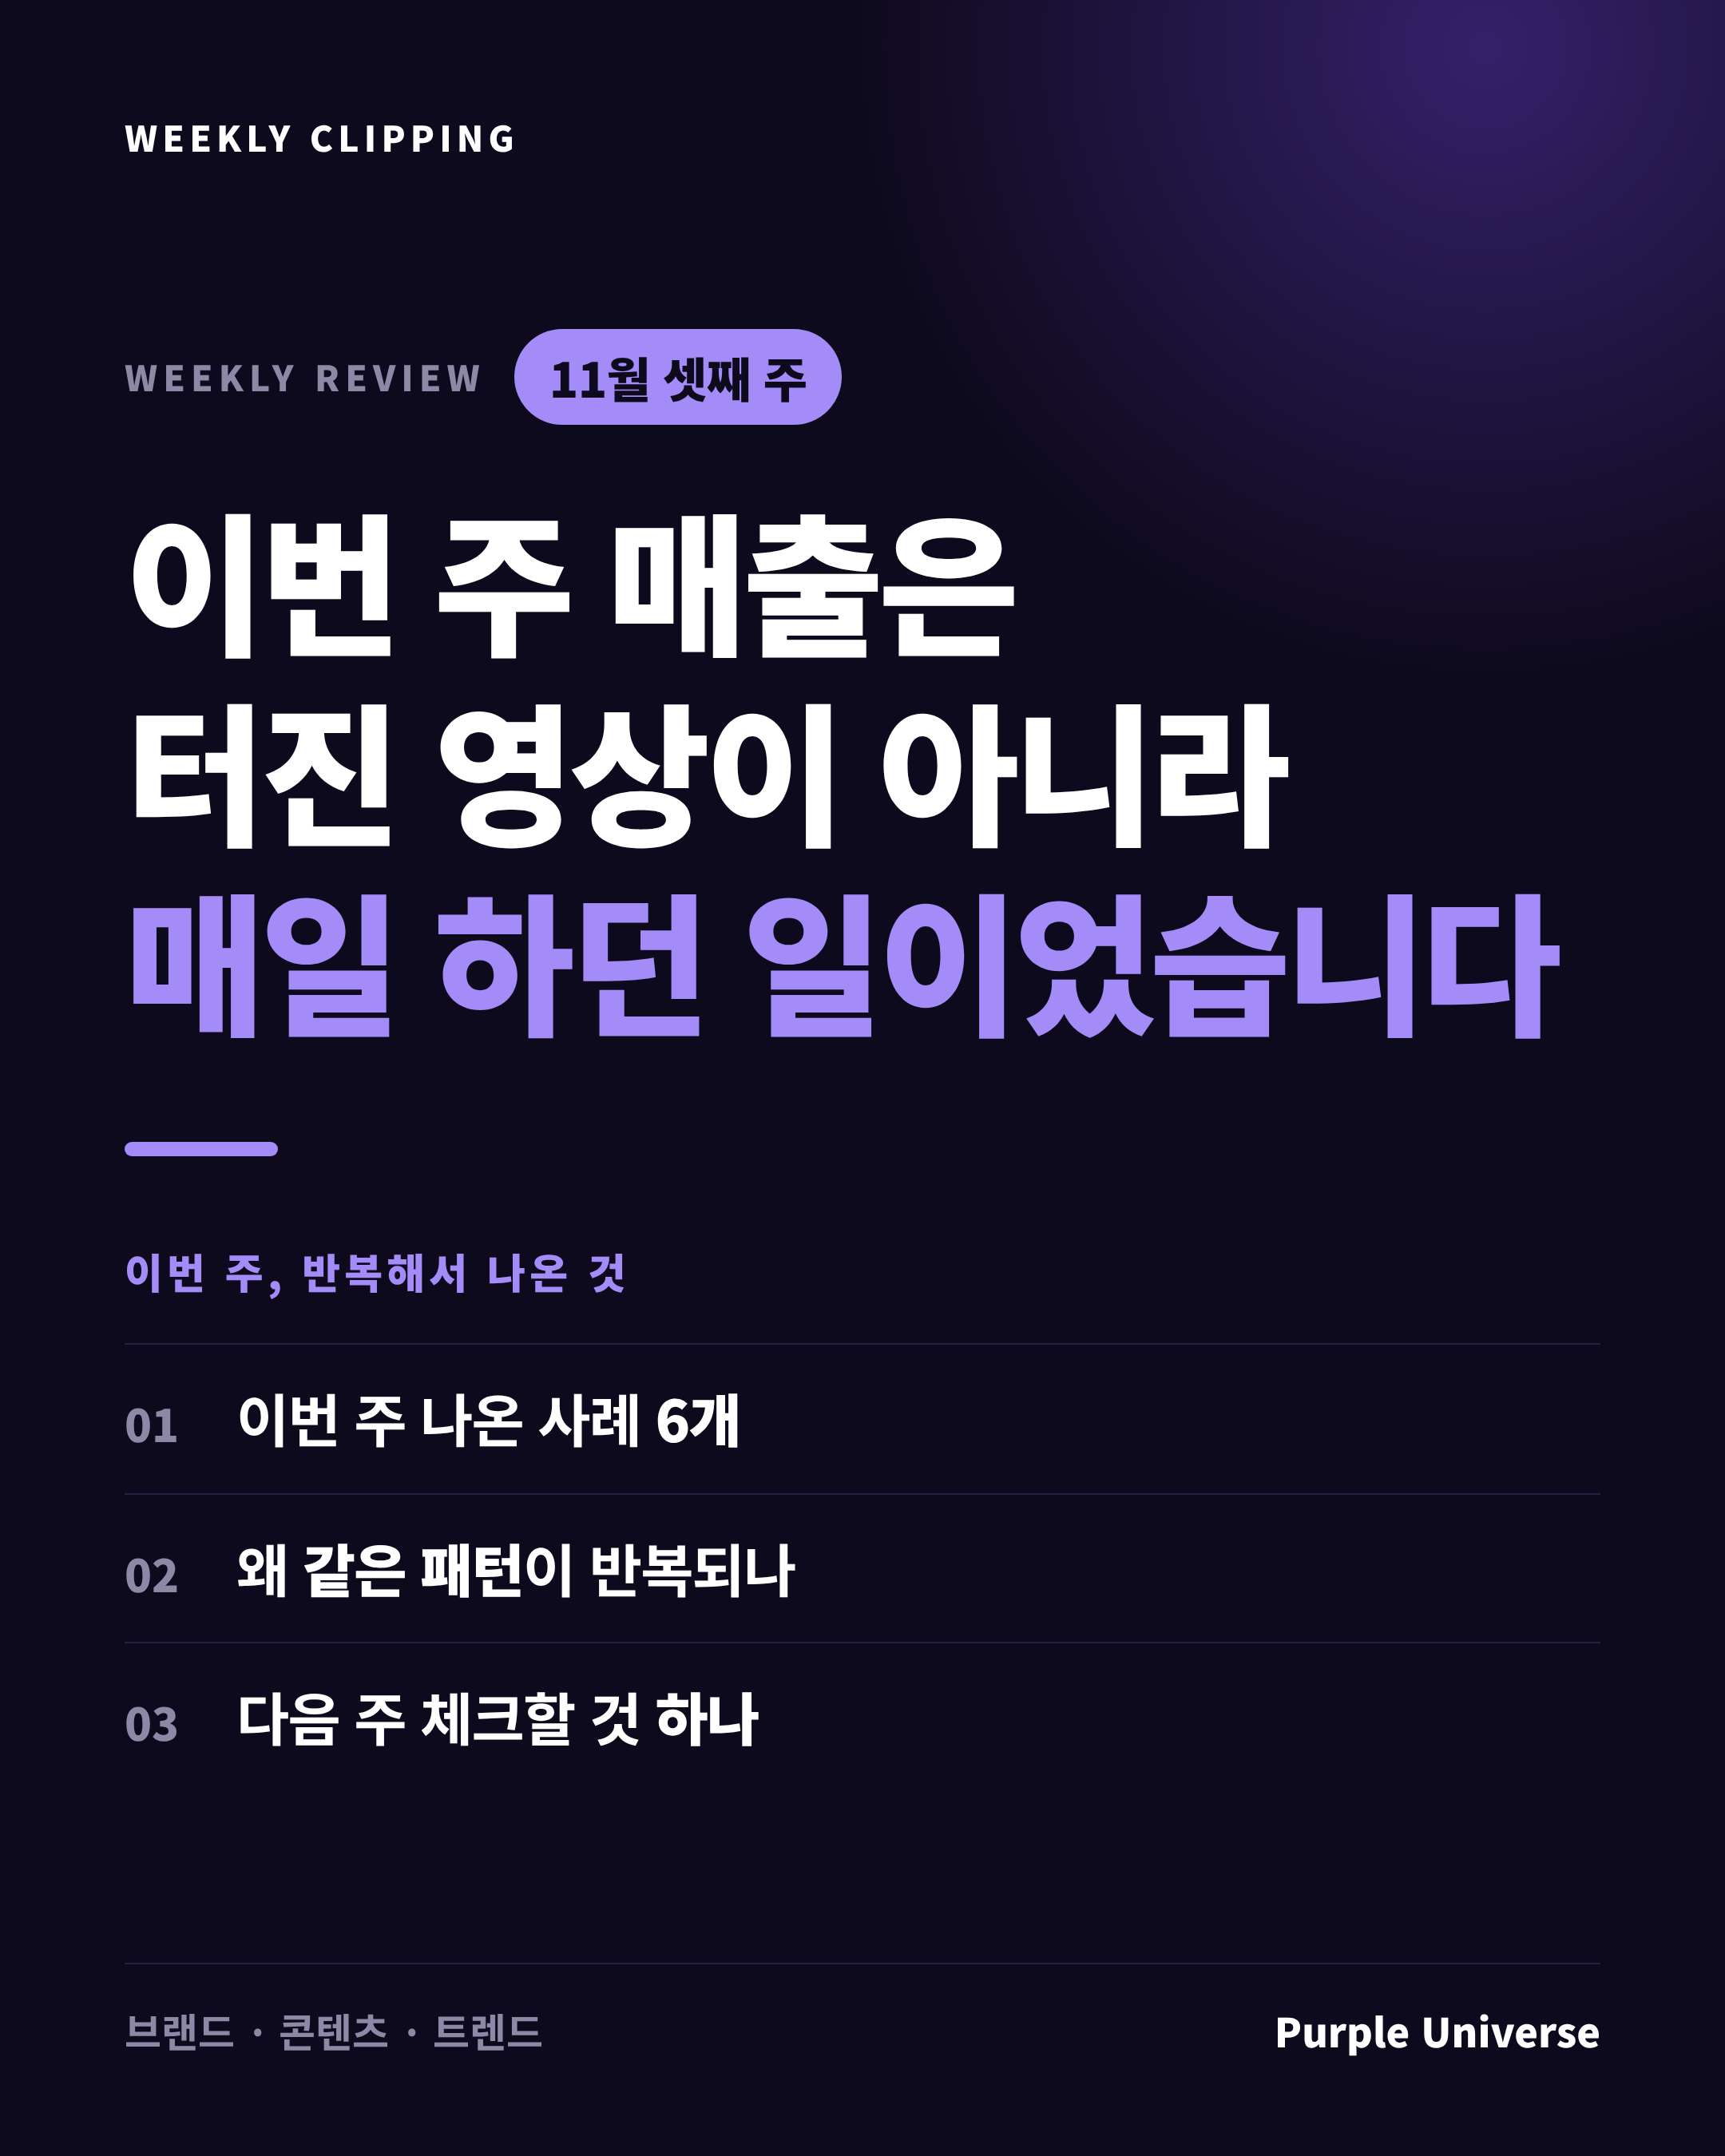 WEEKLY CLIPPING
WEEKLY REVIEW 11월 셋째 주
이번 주 매출은
터진 영상이 아니라
매일 하던 일이었습니다
이번 주, 반복해서 나온 것
01 이번 주 나온 사례 6개
02 왜 같은 패턴이 반복되나
03 다음 주 체크할 것 하나
브랜드 · 콘텐츠 · 트렌드
Purple Universe